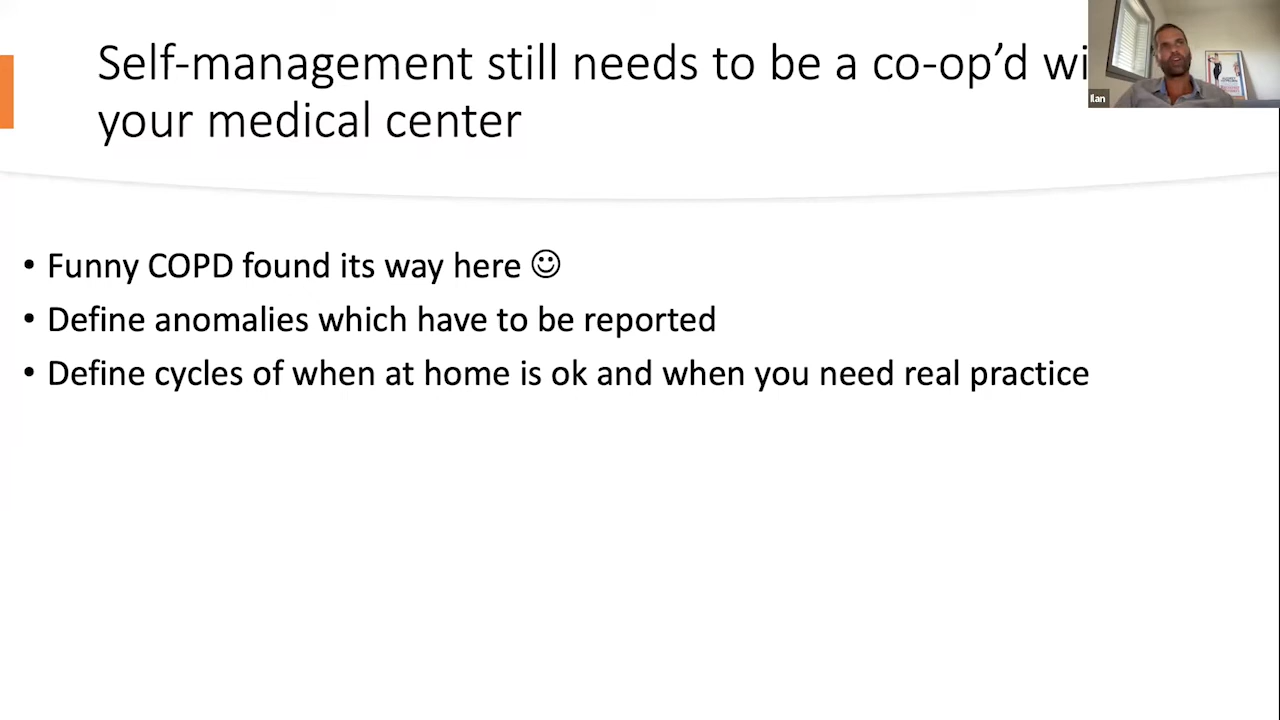 Self-management still needs to be a co-op’d wi
your medical center
Ilan
• Funny COPD found its way here ☺
• Define anomalies which have to be reported
• Define cycles of when at home is ok and when you need real practice